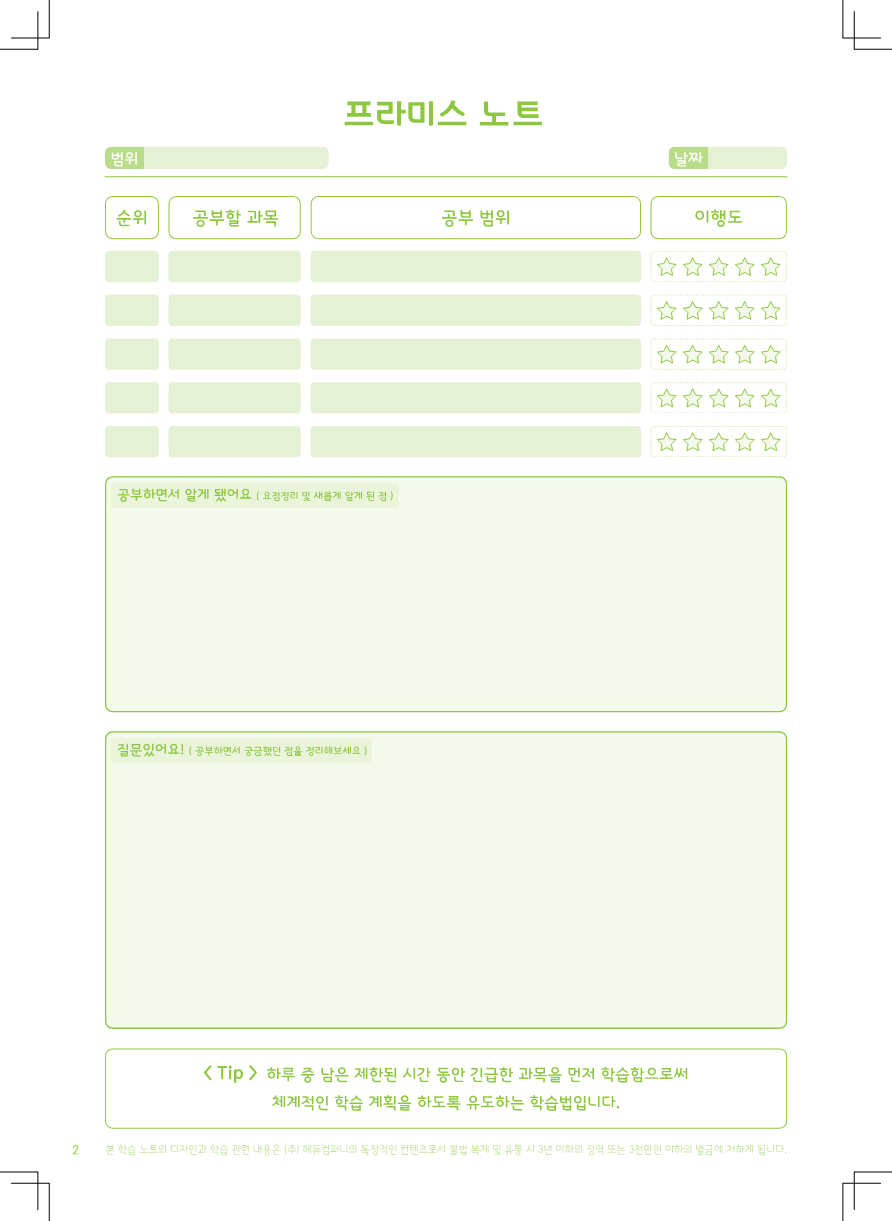 프라미스 노트
범위
날짜
순위 공부할 과목 공부 범위 이행도
공부하면서 알게 됐어요 ( 요점정리 및 새롭게 알게 된 점 )
질문있어요! ( 공부하면서 궁금했던 점을 정리해보세요 )
< Tip > 하루 중 남은 제한된 시간 동안 긴급한 과목을 먼저 학습함으로써
체계적인 학습 계획을 하도록 유도하는 학습법입니다.
2 본 학습 노트의 디자인과 학습 관련 내용은 (주) 헤듀컴퍼니의 독창적인 컨텐츠로서 불법 복제 및 유통 시 3년 이하의 징역 또는 3천만원 이하의 벌금에 처하게 됩니다.